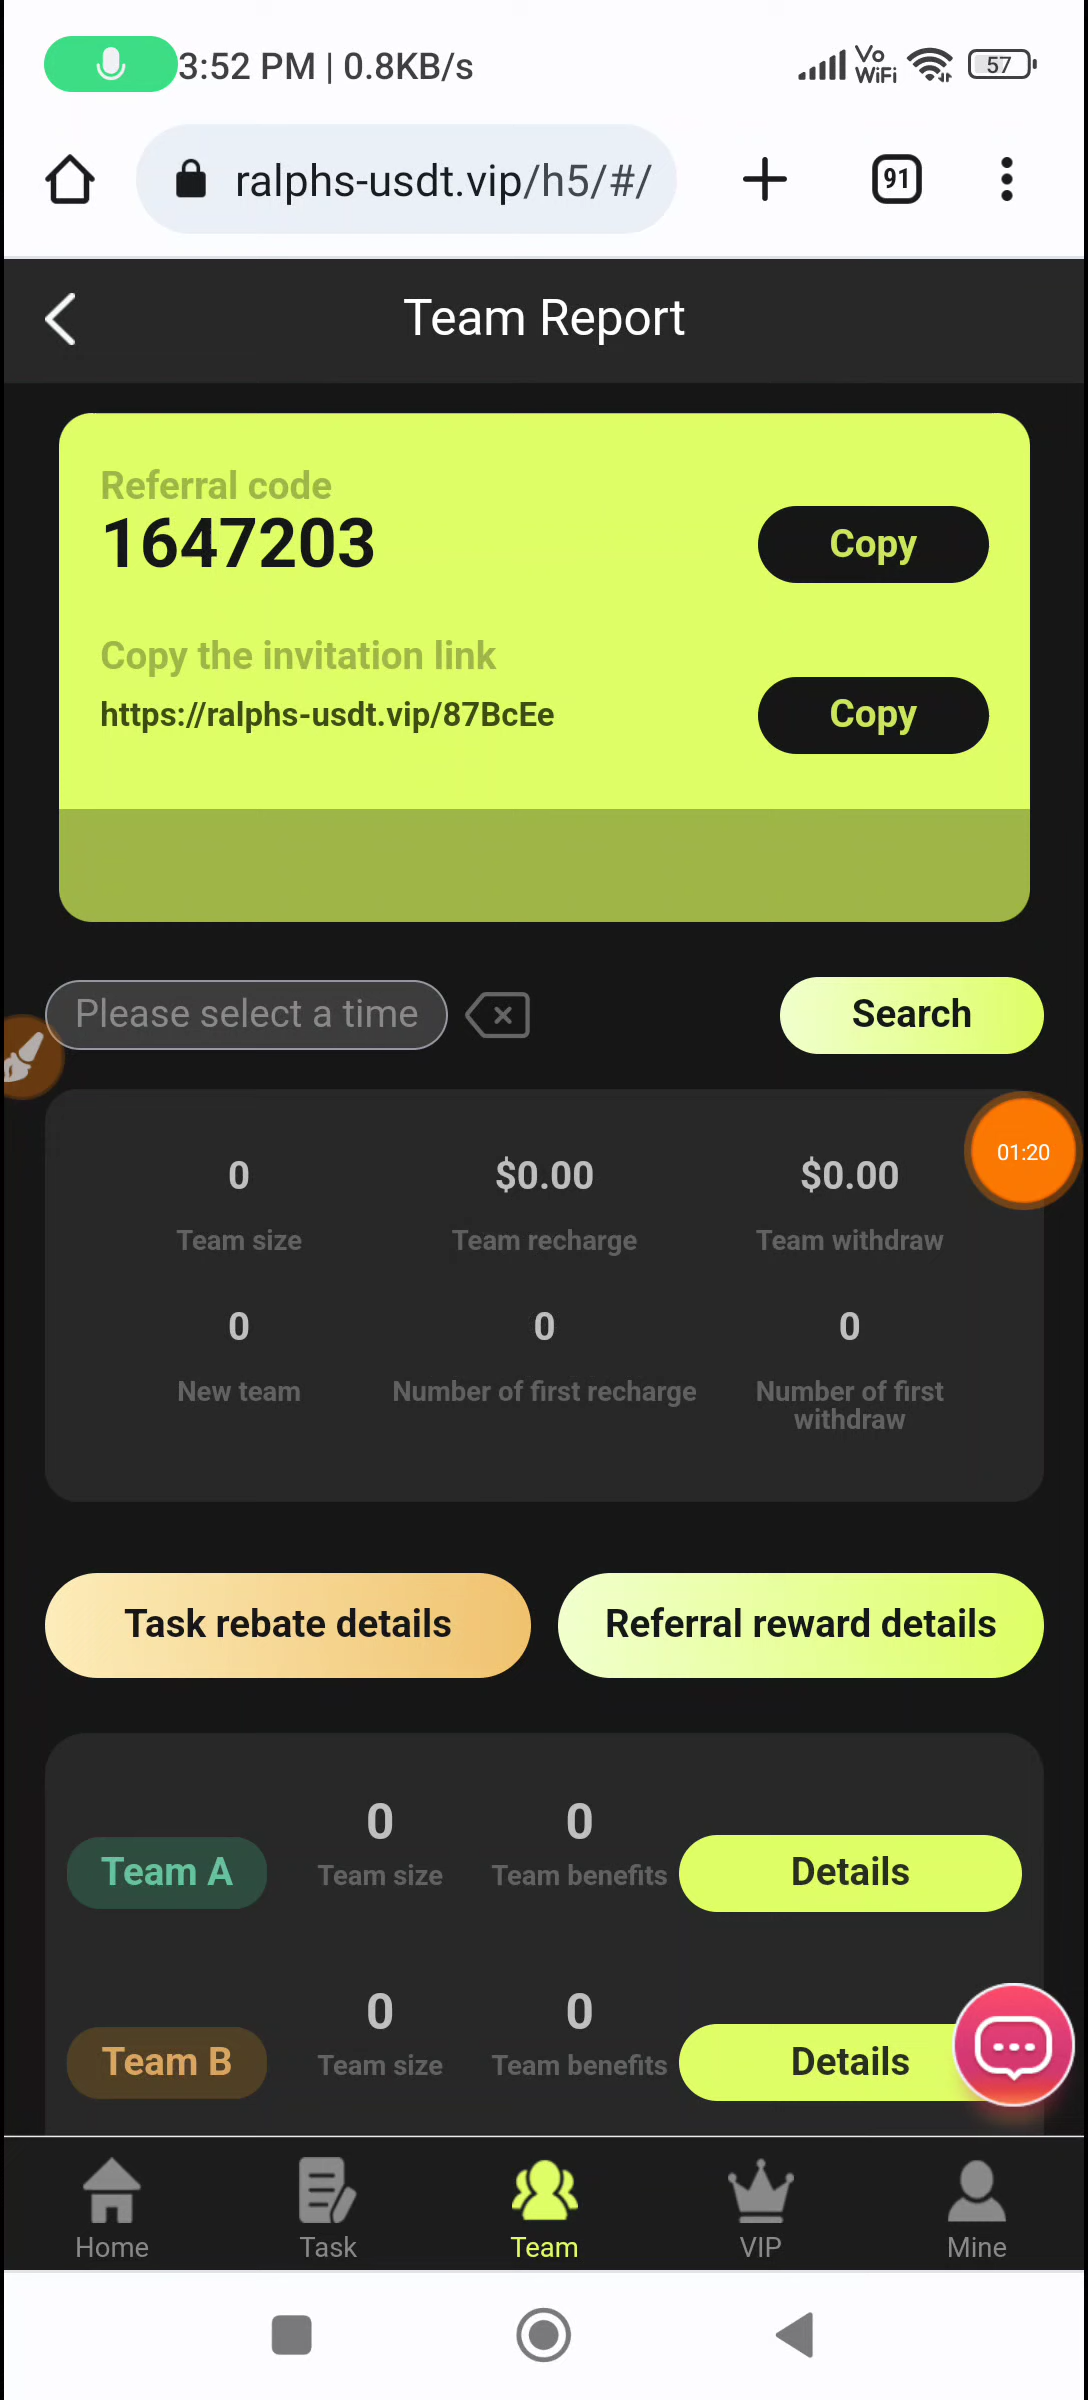 3:52 PM | 0.8KB/s
Vo
WiFi
57
ralphs-usdt.vip/h5/#/
91
Team Report
Referral code
1647203
Copy
Copy the invitation link
https://ralphs-usdt.vip/87BcEe
Copy
Please select a time
Search
01:20
0
$0.00
$0.00
Team size
Team recharge
Team withdraw
0
0
0
New team
Number of first recharge
Number of first
withdraw
Task rebate details
Referral reward details
0
0
Team A
Team size
Team benefits
Details
0
0
Team B
Team size
Team benefits
Details
Home
Task
Team
VIP
Mine